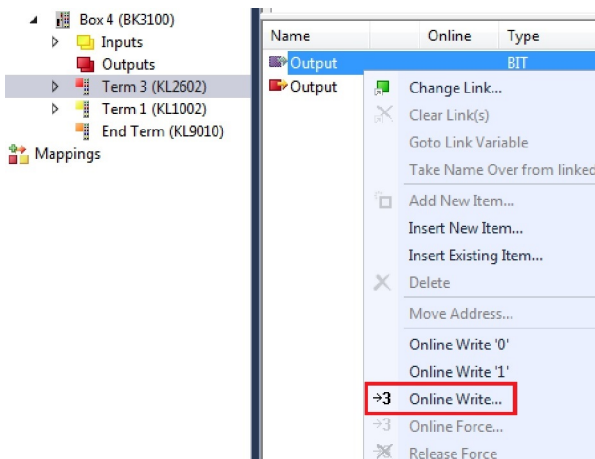 Box 4 (BK3100)
Inputs
Outputs
Term 3 (KL2602)
Term 1 (KL1002)
End Term (KL9010)
Mappings
Name Online Type
Output BIT
Output
Change Link...
Clear Link(s)
Goto Link Variable
Take Name Over from linked
Add New Item...
Insert New Item...
Insert Existing Item...
Delete
Move Address...
Online Write '0'
Online Write '1'
→3 Online Write...
→3 Online Force...
Release Force